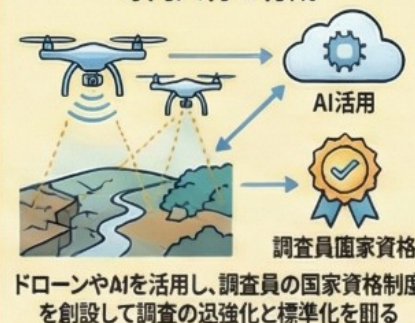 AI活用
調査員国家資格
ドローンやAIを活用し、調査員の国家資格制度
を創設して調査の迅強化と標準化を図る